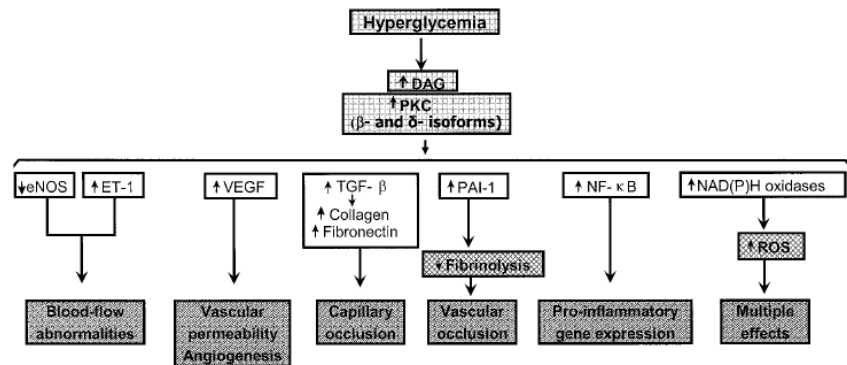 Hyperglycemia
↑DAG
↑PKC
(β- and δ- isoforms)
↓eNOS
↑ET-1
↑VEGF
↑TGF- β
↑Collagen
↑Fibronectin
↑PAI-1
↑NF- κB
↑NAD(P)H oxidases
↓Fibrinolysis
↑ROS
Blood-flow
abnormalities
Vascular
permeability
Angiogenesis
Capillary
occlusion
Vascular
occlusion
Pro-inflammatory
gene expression
Multiple
effects